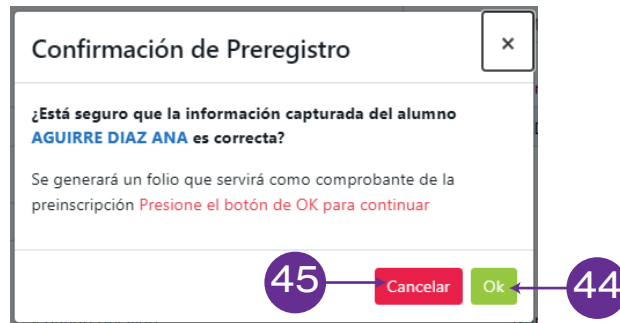 Confirmación de Preregistro
×
¿Está seguro que la información capturada del alumno
AGUIRRE DIAZ ANA es correcta?
Se generará un folio que servirá como comprobante de la
preinscripción Presione el botón de OK para continuar
45 Cancelar Ok 44